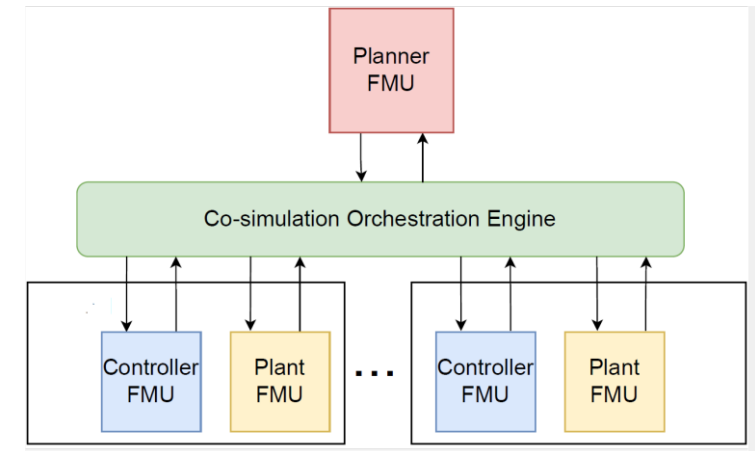 Planner
FMU
Co-simulation Orchestration Engine
Controller
FMU
Plant
FMU
...
Controller
FMU
Plant
FMU